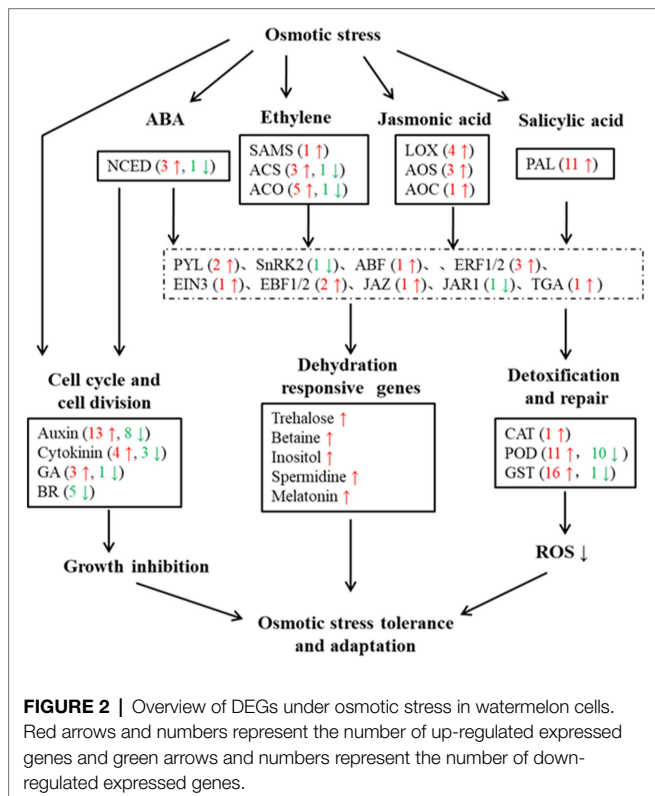 Osmotic stress
ABA
Ethylene
Jasmonic acid
Salicylic acid
NCED (3 ↑, 1 ↓)
SAMS (1 ↑)
ACS (3 ↑, 1 ↓)
ACO (5 ↑, 1 ↓)
LOX (4 ↑)
AOS (3 ↑)
AOC (1 ↑)
PAL (11 ↑)
PYL (2 ↑)、SnRK2 (1 ↓)、ABF (1 ↑)、、ERF1/2 (3 ↑)、
EIN3 (1 ↑)、EBF1/2 (2 ↑)、JAZ (1 ↑)、JAR1 (1 ↓)、TGA (1 ↑)
Cell cycle and
cell division
Auxin (13 ↑, 8 ↓)
Cytokinin (4 ↑, 3 ↓)
GA (3 ↑, 1 ↓)
BR (5 ↓)
Growth inhibition
Dehydration
responsive genes
Trehalose ↑
Betaine ↑
Inositol ↑
Spermidine ↑
Melatonin ↑
Detoxification
and repair
CAT (1 ↑)
POD (11 ↑, 10 ↓)
GST (16 ↑, 1 ↓)
ROS ↓
Osmotic stress tolerance
and adaptation
FIGURE 2 | Overview of DEGs under osmotic stress in watermelon cells.
Red arrows and numbers represent the number of up-regulated expressed
genes and green arrows and numbers represent the number of down-
regulated expressed genes.